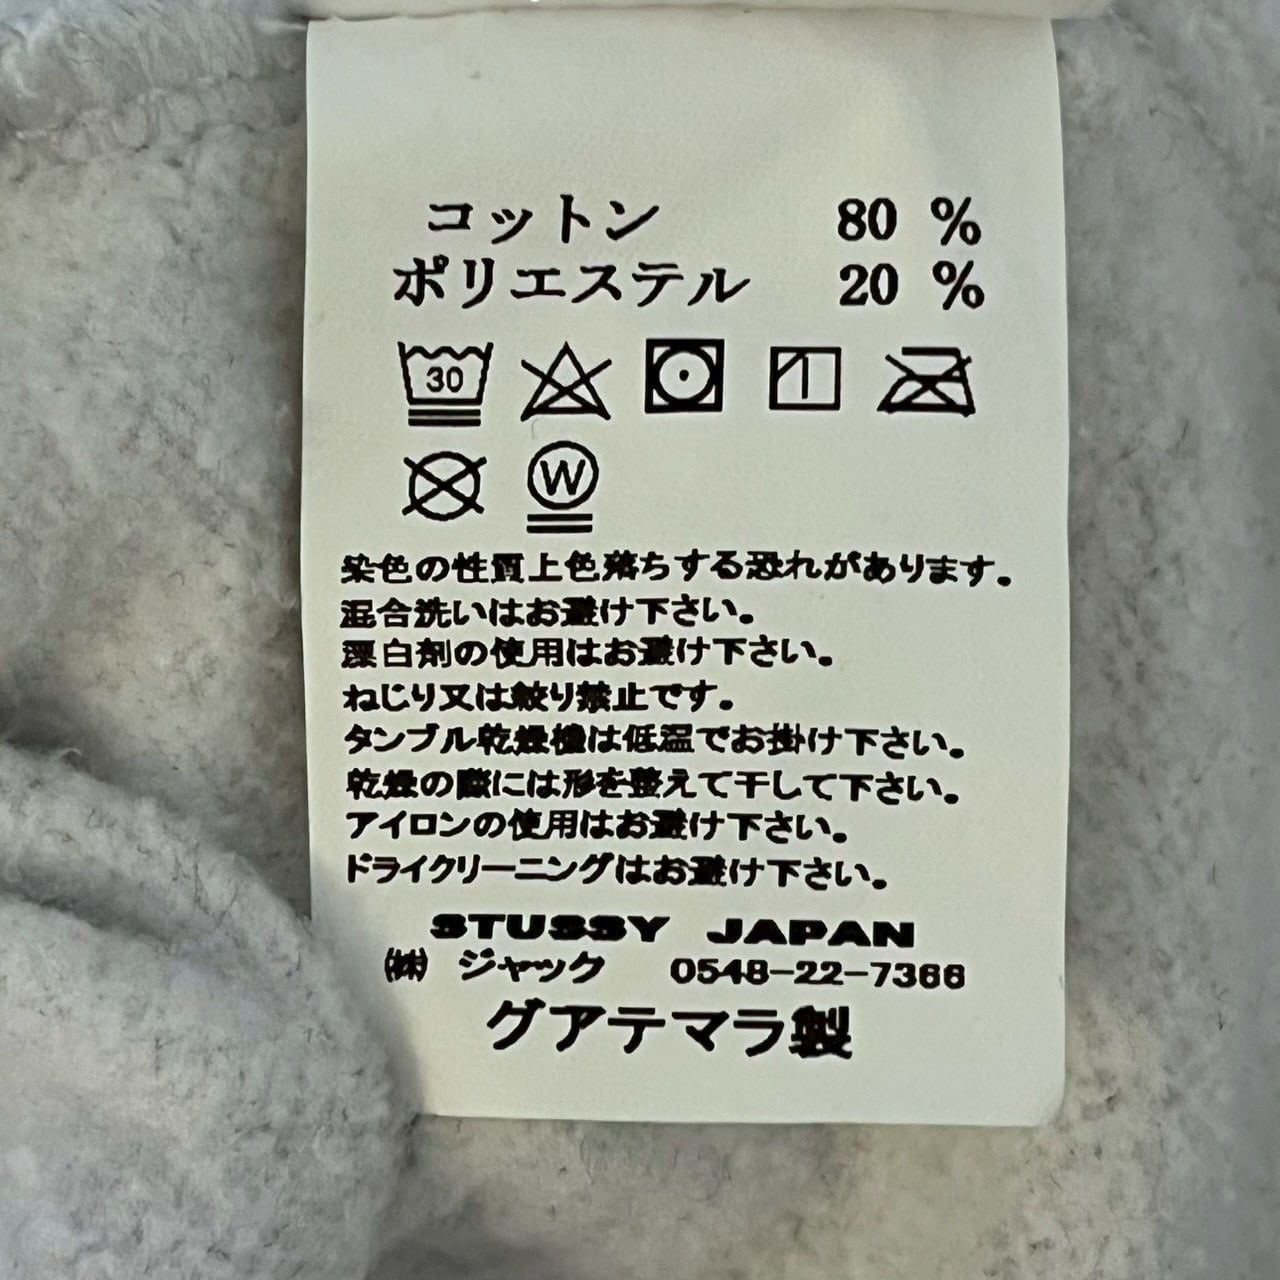 コットン 80 %
ポリエステル 20 %
30
W
染色の性質上色落ちする恐れがあります。
混合洗いはお避け下さい。
漂白剤の使用はお避け下さい。
ねじり又は絞り禁止です。
タンブル乾燥機は低温でお掛け下さい。
乾燥の際には形を整えて干して下さい。
アイロンの使用はお避け下さい。
ドライクリーニングはお避け下さい。
STUSSY JAPAN
㈱ ジャック 0548-22-7366
グアテマラ製